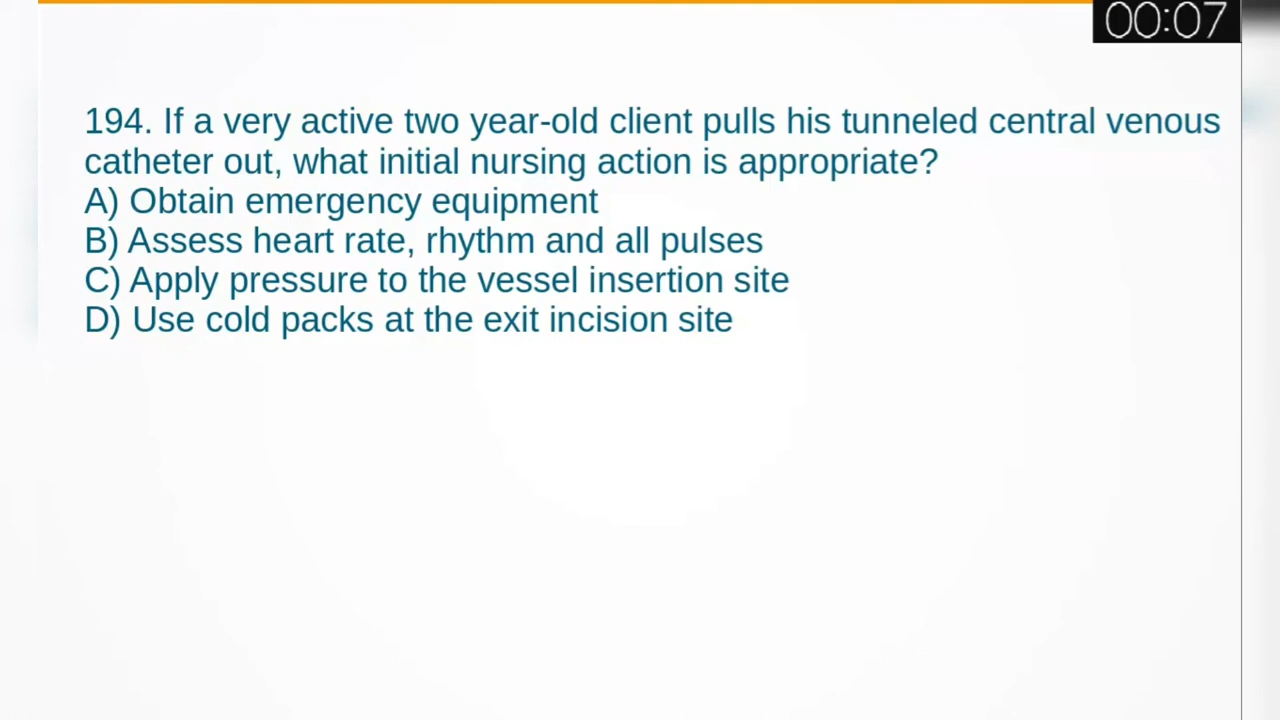 00:07
194. If a very active two year-old client pulls his tunneled central venous
catheter out, what initial nursing action is appropriate?
A) Obtain emergency equipment
B) Assess heart rate, rhythm and all pulses
C) Apply pressure to the vessel insertion site
D) Use cold packs at the exit incision site